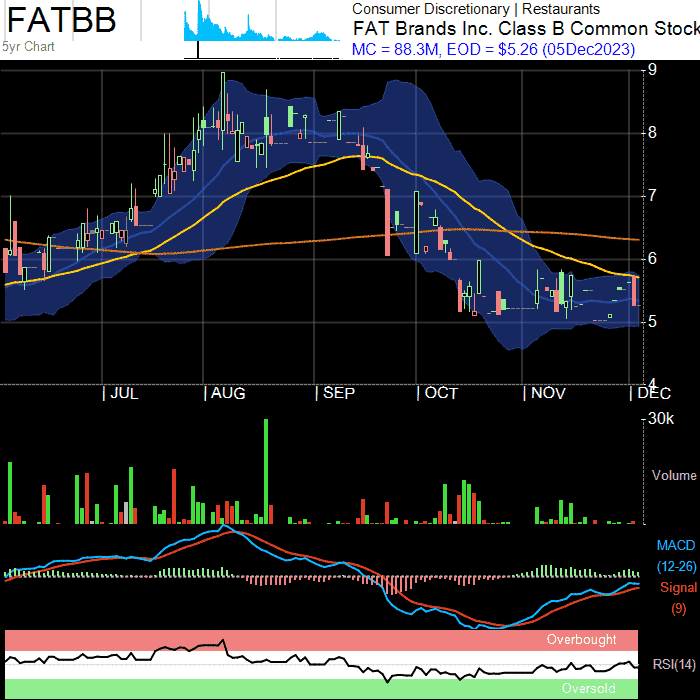 FATBB
5yr Chart
Consumer Discretionary | Restaurants
FAT Brands Inc. Class B Common Stock
MC = 88.3M, EOD = $5.26 (05Dec2023)
9
8
7
6
5
4
JUL AUG SEP OCT NOV DEC
30k
Volume
MACD
(12-26)
Signal
(9)
Overbought
RSI(14)
Oversold